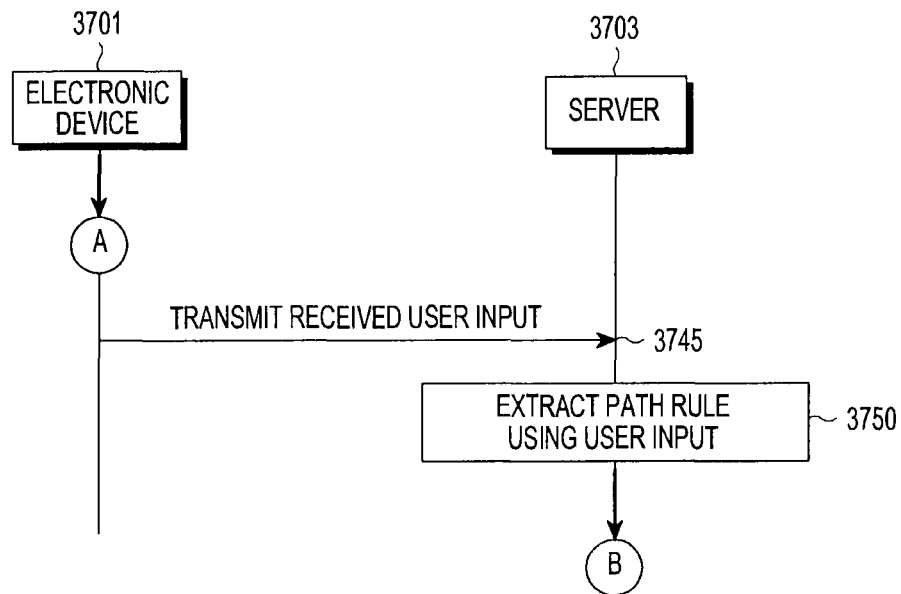 3701
3703
ELECTRONIC
DEVICE
SERVER
A
TRANSMIT RECEIVED USER INPUT
3745
EXTRACT PATH RULE
USING USER INPUT
3750
B